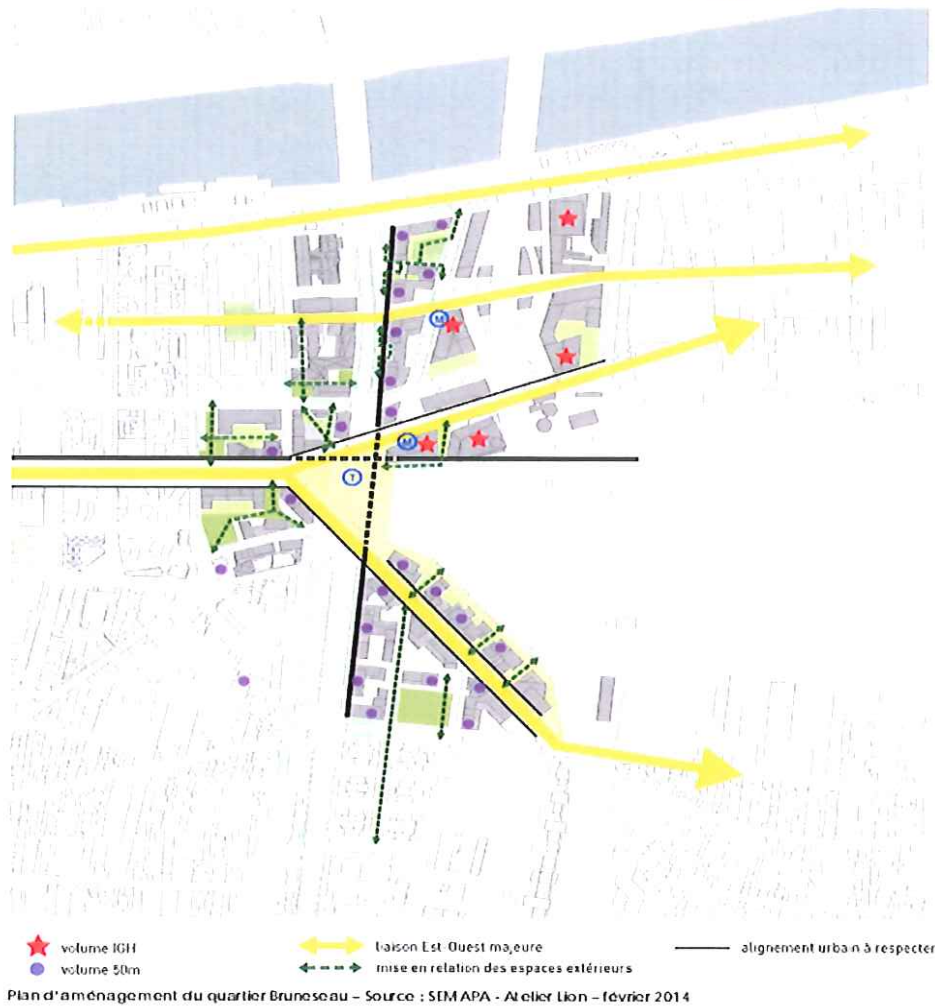 M
M
T
volume IGH
liaison Est-Ouest majeure
alignement urbain à respecter
volume 50m
mise en relation des espaces extérieurs
Plan d'aménagement du quartier Bruneseau – Source : SEMAPA - Atelier Lion – février 2014